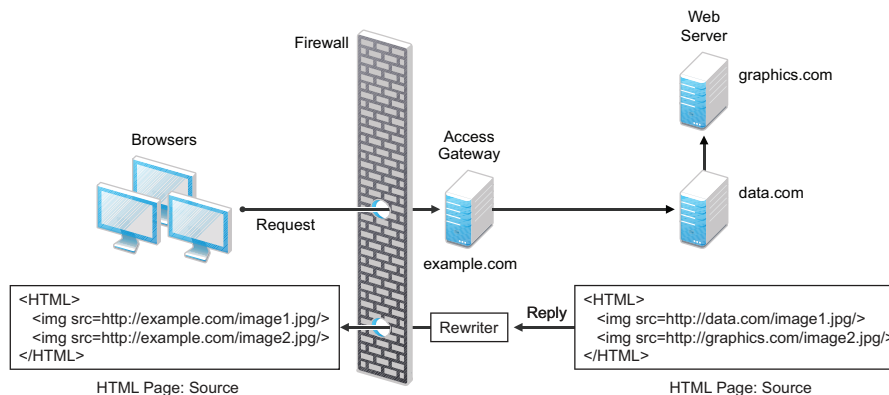 Firewall
Web
Server
graphics.com
Browsers
Access
Gateway
data.com
Request
example.com
<HTML>
<img src=http://example.com/image1.jpg/>
<img src=http://example.com/image2.jpg/>
</HTML>
Rewriter
Reply
<HTML>
<img src=http://data.com/image1.jpg/>
<img src=http://graphics.com/image2.jpg/>
</HTML>
HTML Page: Source
HTML Page: Source